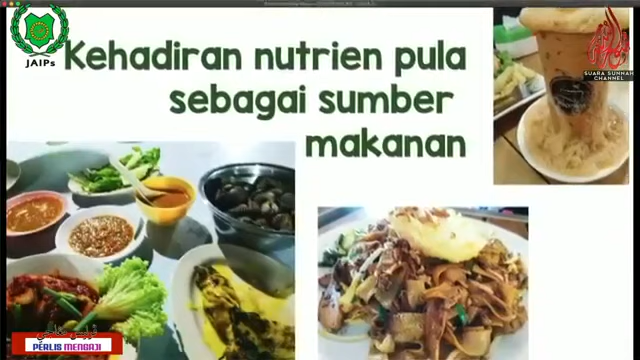 JAIPs
Kehadiran nutrien pula
sebagai sumber
makanan
SUARA SUNNAH
CHANNEL
PERLIS MENGAJI